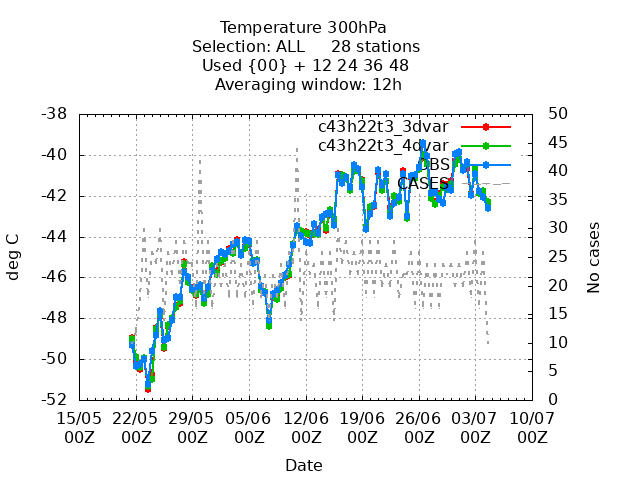 Temperature 300hPa
Selection: ALL 28 stations
Used {00} + 12 24 36 48
Averaging window: 12h
c43h22t3_3dvar
c43h22t3_4dvar
OBS
CASES
deg C
-38
-40
-42
-44
-46
-48
-50
-52
50
45
40
35
30
25
20
15
10
5
0
No cases
15/05 22/05 29/05 05/06 12/06 19/06 26/06 03/07 10/07
00Z 00Z 00Z 00Z 00Z 00Z 00Z 00Z 00Z
Date